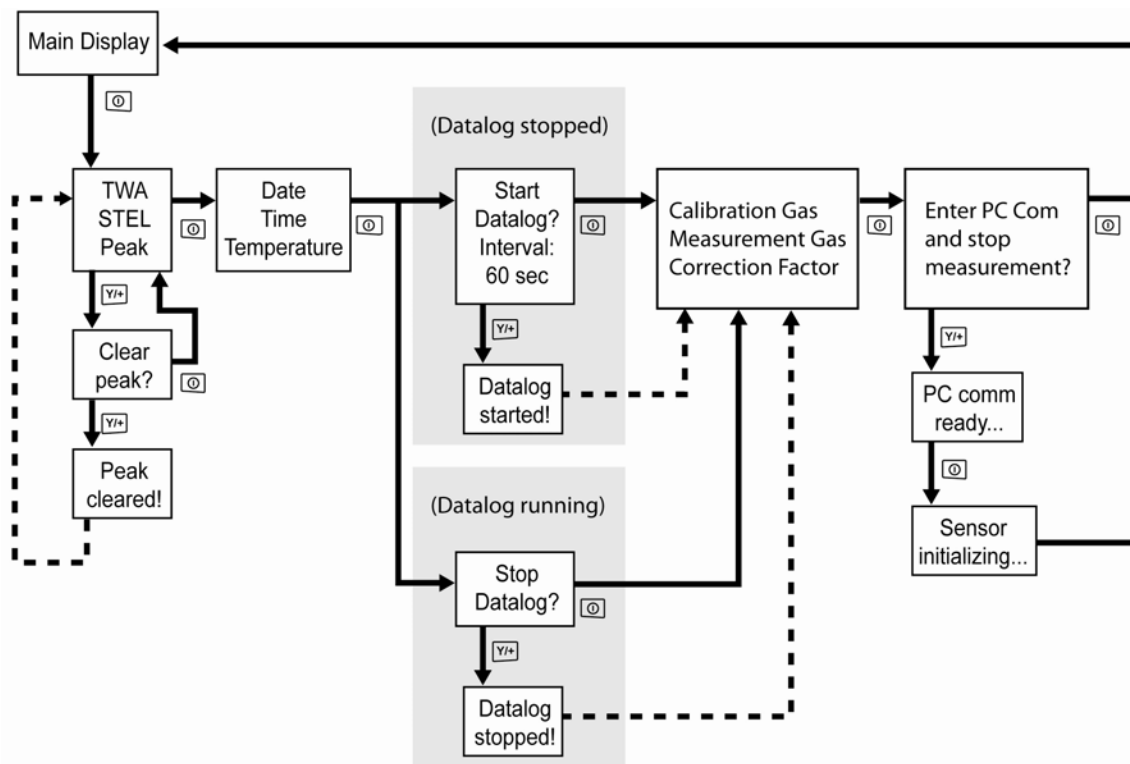 Main Display
TWA
STEL
Peak
Y/+
Clear
peak?
Y/+
Peak
cleared!
Date
Time
Temperature
(Datalog stopped)
Start
Datalog?
Interval:
60 sec
Y/+
Datalog
started!
(Datalog running)
Stop
Datalog?
Y/+
Datalog
stopped!
Calibration Gas
Measurement Gas
Correction Factor
Enter PC Com
and stop
measurement?
Y/+
PC comm
ready...
Sensor
initializing...